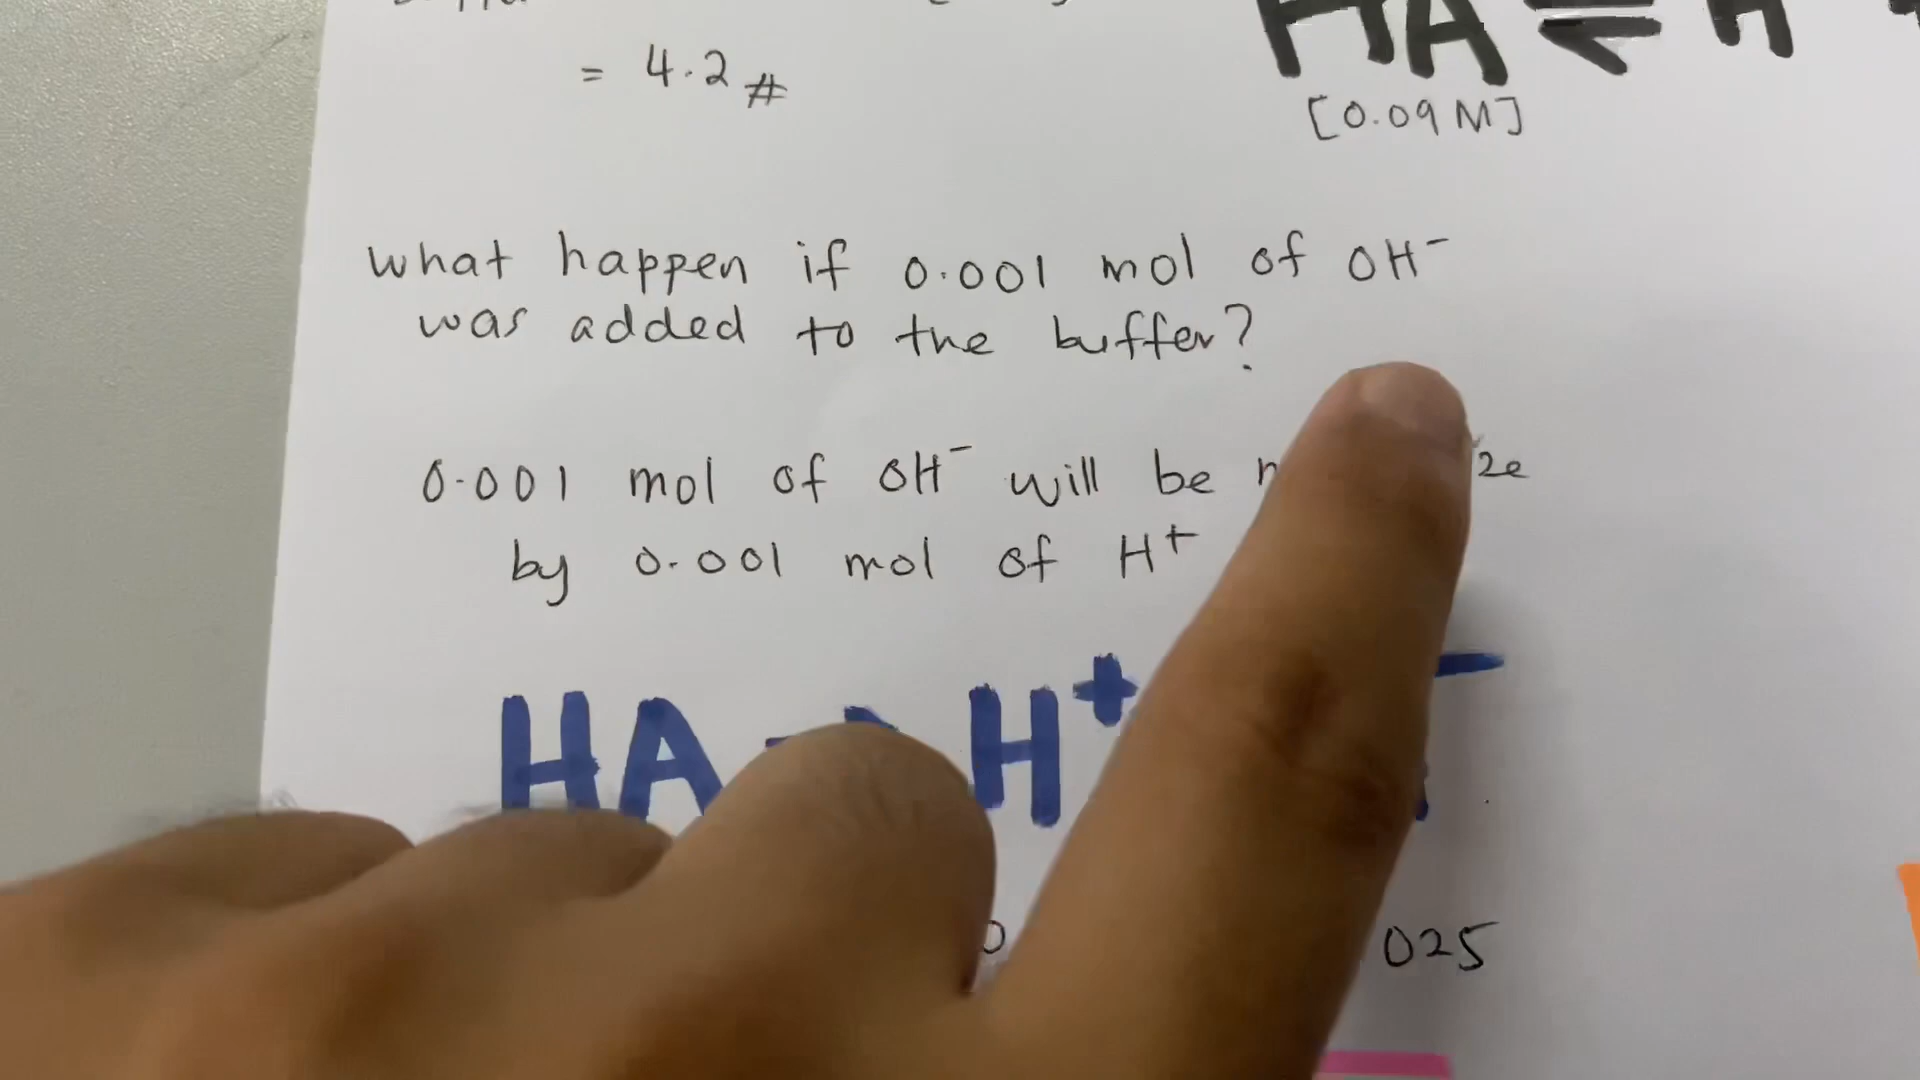 HA ⇌ H
= 4.2 #
[0.09 M]
what happen if 0.001 mol of OH⁻
was added to the buffer?
0.001 mol of OH⁻ will be
by 0.001 mol of H⁺
HA H⁺ ⁻
025